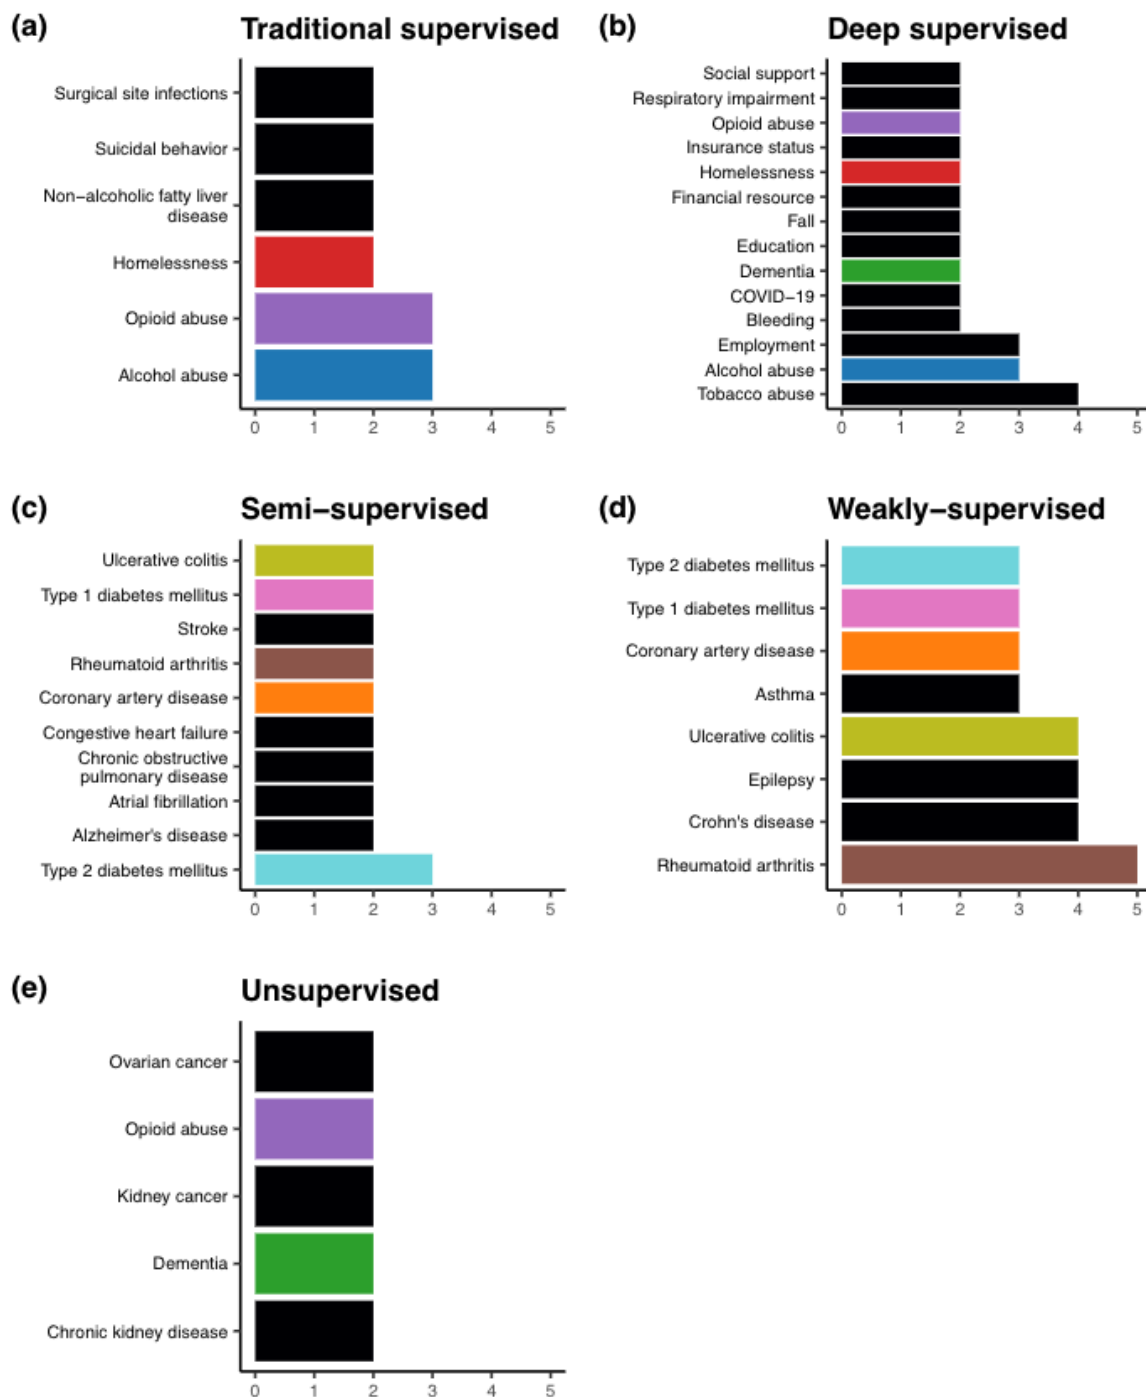 (a) Traditional supervised
Surgical site infections
Suicidal behavior
Non−alcoholic fatty liver
disease
Homelessness
Opioid abuse
Alcohol abuse
0 1 2 3 4 5
(b) Deep supervised
Social support
Respiratory impairment
Opioid abuse
Insurance status
Homelessness
Financial resource
Fall
Education
Dementia
COVID−19
Bleeding
Employment
Alcohol abuse
Tobacco abuse
0 1 2 3 4 5
(c) Semi−supervised
Ulcerative colitis
Type 1 diabetes mellitus
Stroke
Rheumatoid arthritis
Coronary artery disease
Congestive heart failure
Chronic obstructive
pulmonary disease
Atrial fibrillation
Alzheimer's disease
Type 2 diabetes mellitus
0 1 2 3 4 5
(d) Weakly−supervised
Type 2 diabetes mellitus
Type 1 diabetes mellitus
Coronary artery disease
Asthma
Ulcerative colitis
Epilepsy
Crohn's disease
Rheumatoid arthritis
0 1 2 3 4 5
(e) Unsupervised
Ovarian cancer
Opioid abuse
Kidney cancer
Dementia
Chronic kidney disease
0 1 2 3 4 5